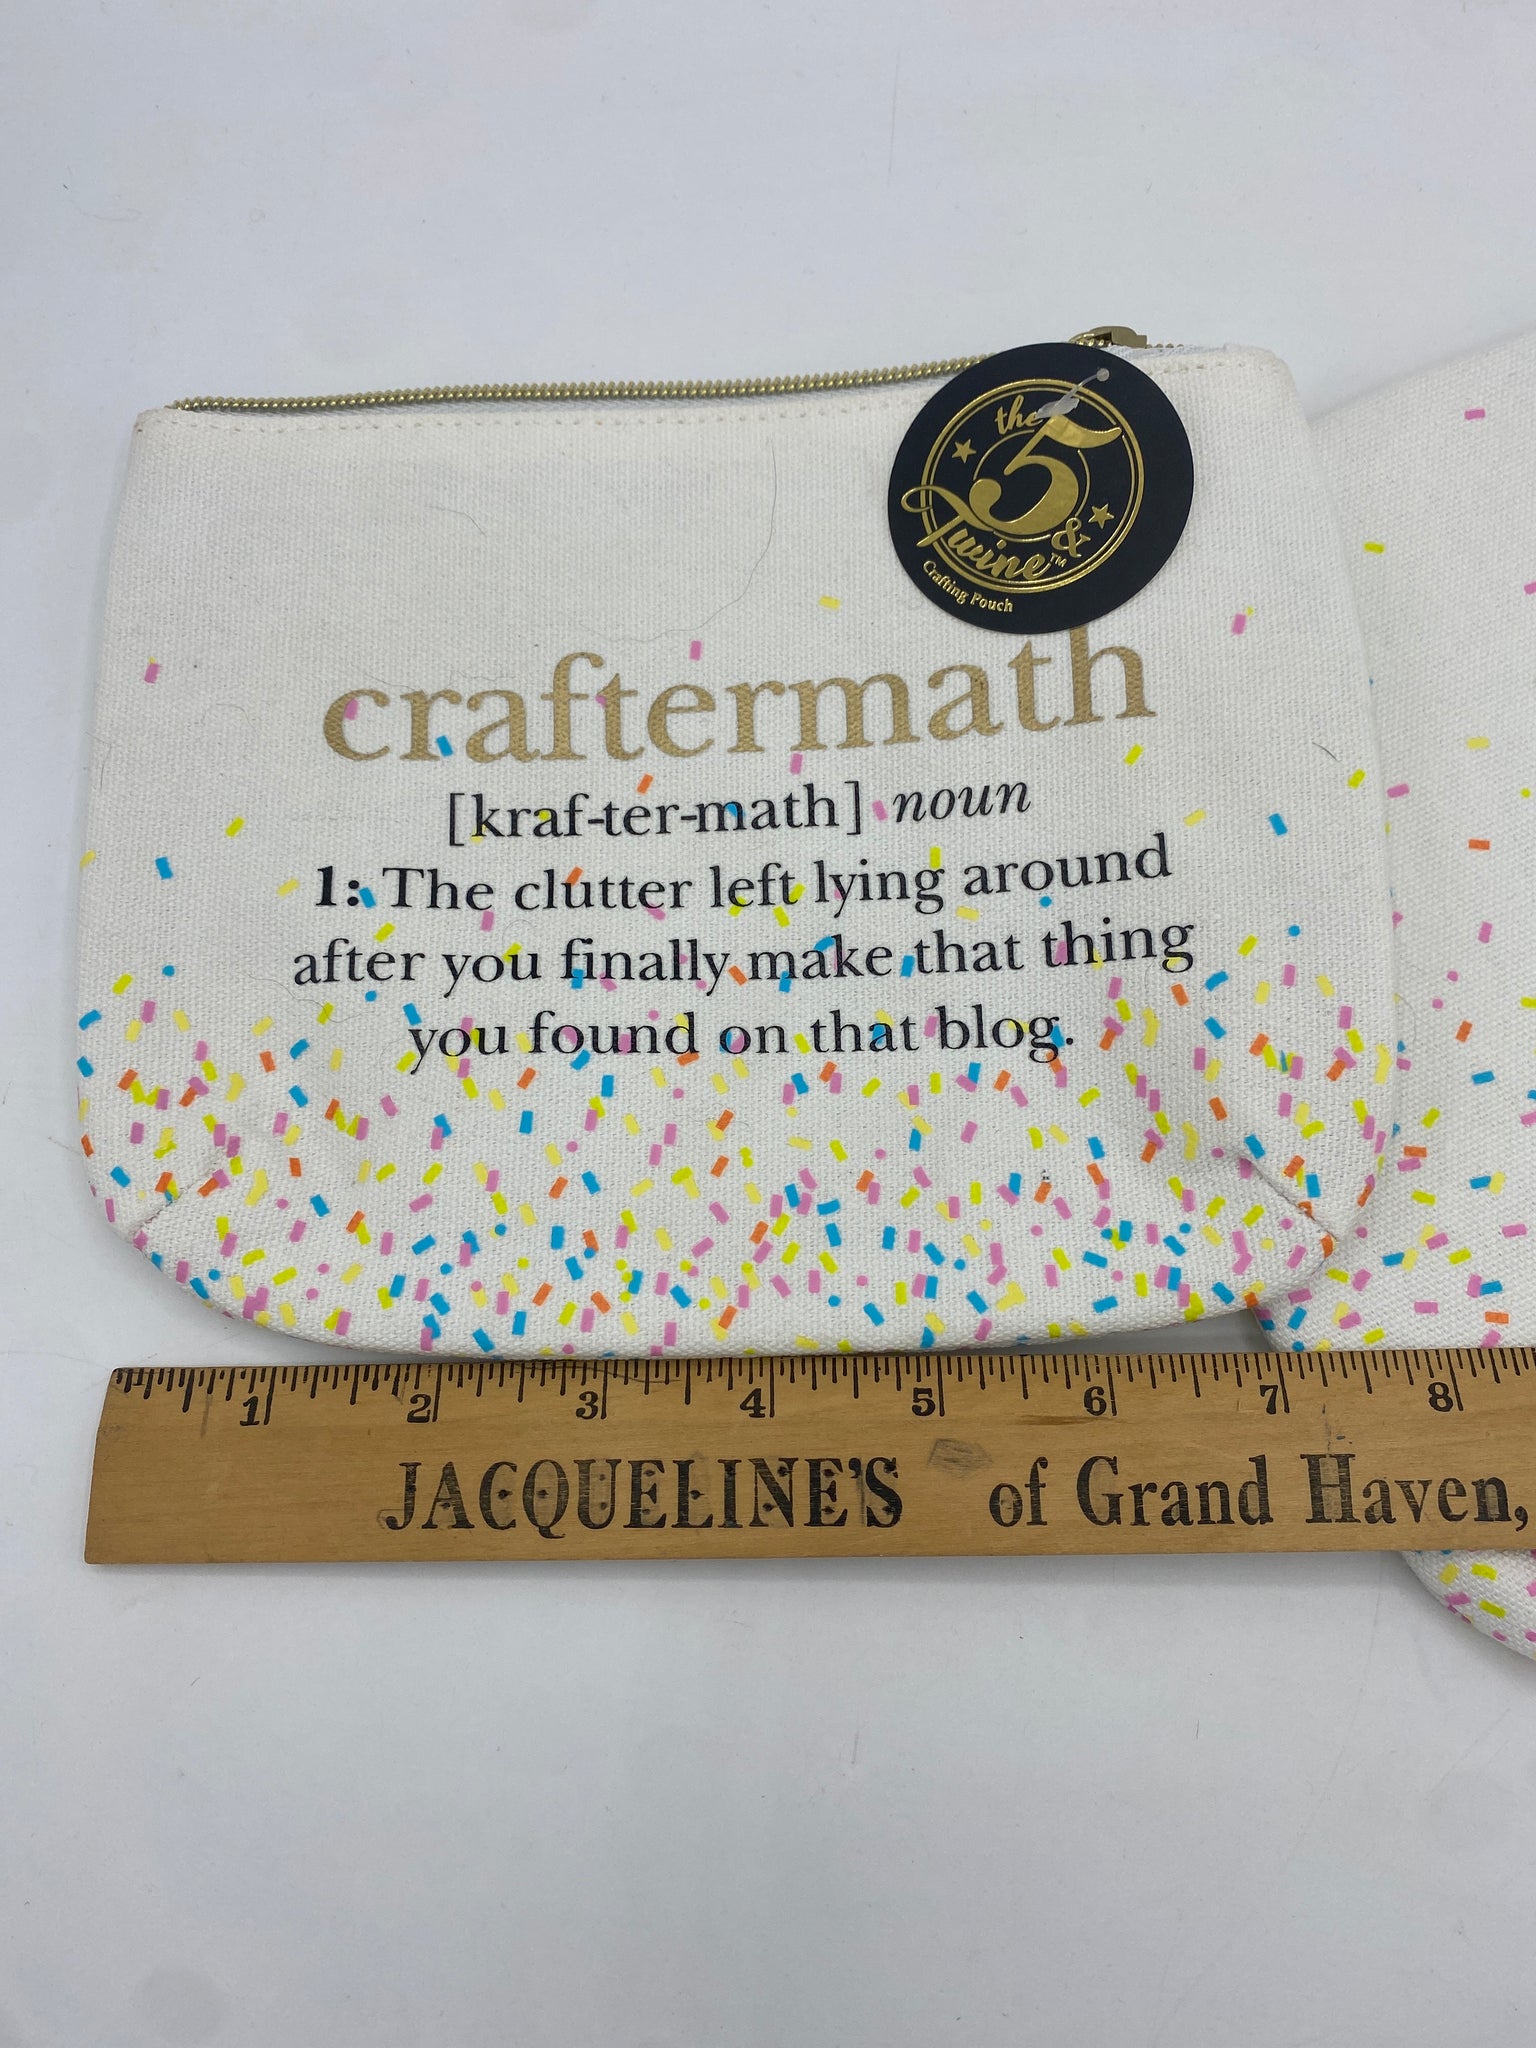 the
5
&
Twine™
Crafting Pouch
craftermath
[kraf-ter-math] noun
1: The clutter left lying around
after you finally make that thing
you found on that blog.
1 2 3 4 5 6 7 8
JACQUELINE'S of Grand Haven,